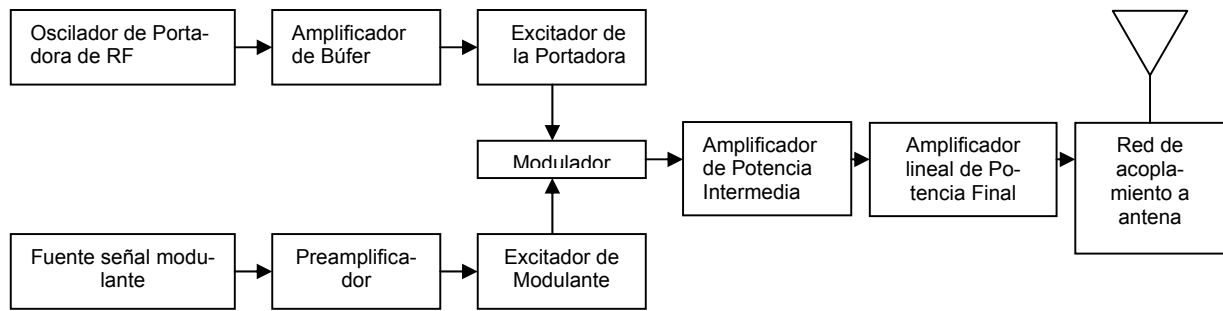 Oscilador de Porta-
dora de RF
Amplificador
de Búfer
Excitador de
la Portadora
Modulador
Amplificador
de Potencia
Intermedia
Amplificador
lineal de Po-
tencia Final
Red de
acopla-
miento a
antena
Fuente señal modu-
lante
Preamplifica-
dor
Excitador de
Modulante